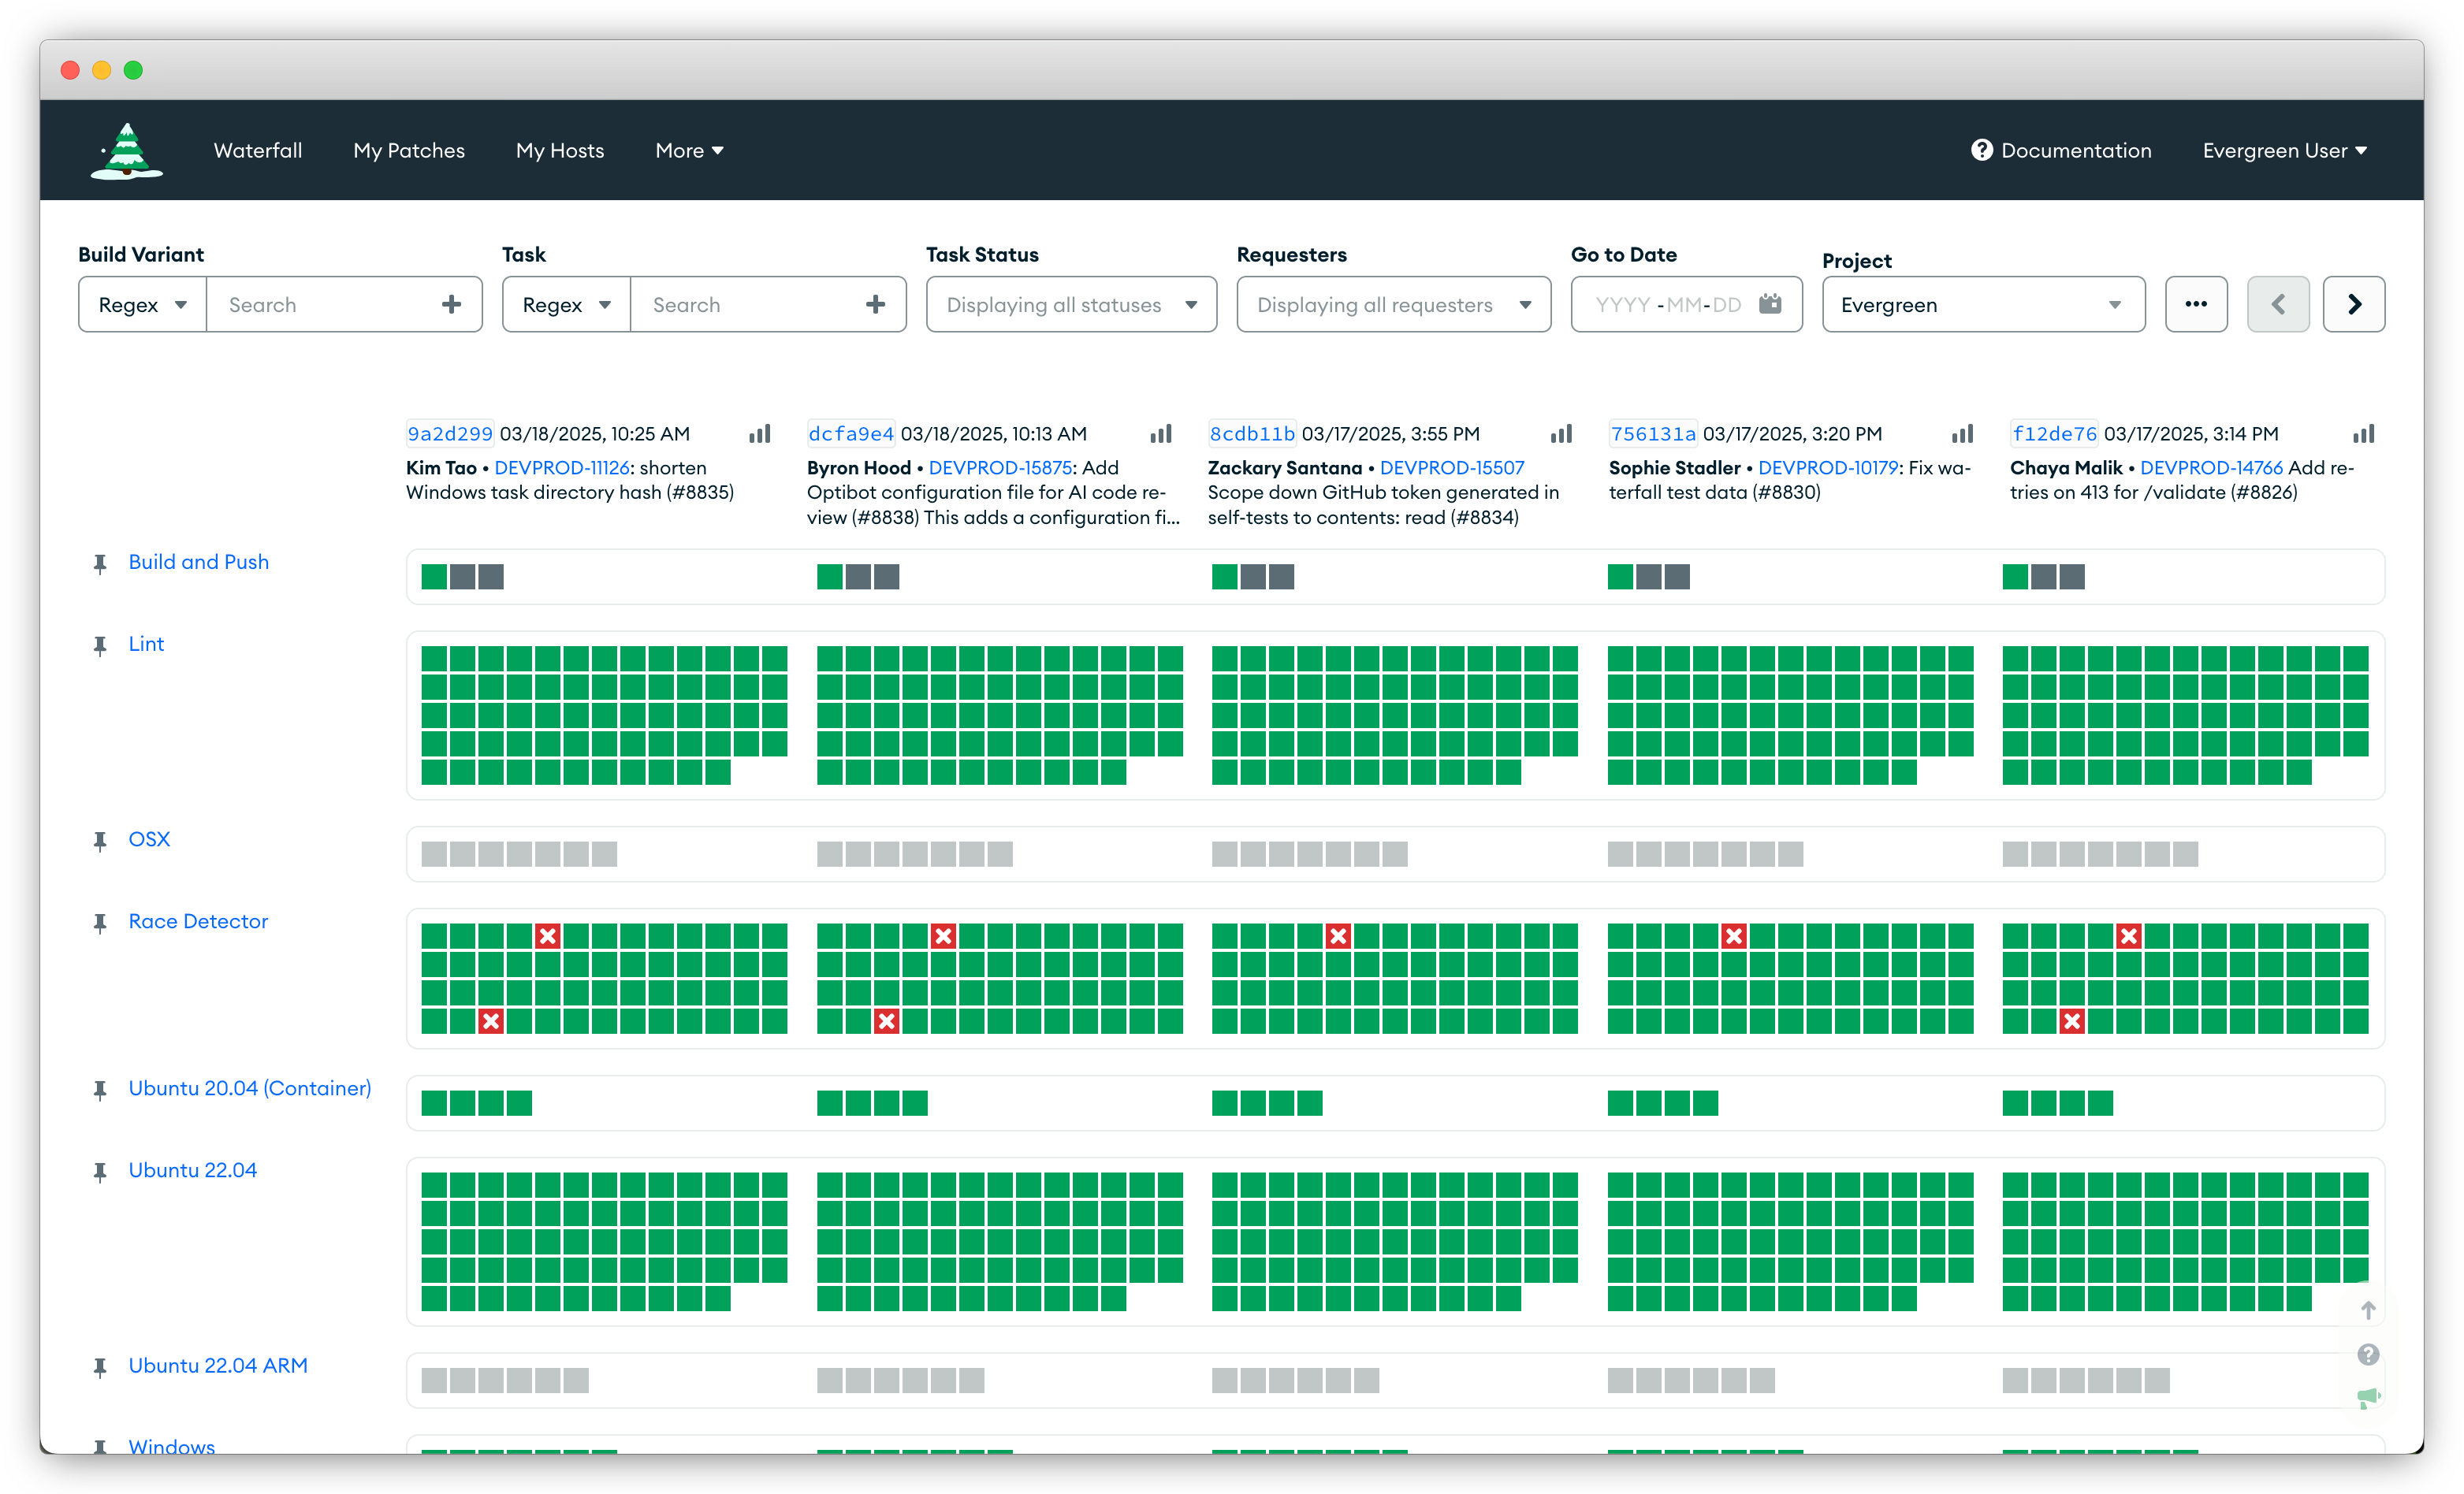 Waterfall My Patches My Hosts More Documentation Evergreen User
Build Variant Task Task Status Requesters Go to Date Project
Regex Search Regex Search Displaying all statuses Displaying all requesters YYYY -MM-DD Evergreen
9a2d299 03/18/2025, 10:25 AM
Kim Tao • DEVPROD-11126: shorten
Windows task directory hash (#8835)
dcfa9e4 03/18/2025, 10:13 AM
Byron Hood • DEVPROD-15875: Add
Optibot configuration file for AI code re-
view (#8838) This adds a configuration fi...
8cdb11b 03/17/2025, 3:55 PM
Zackary Santana • DEVPROD-15507
Scope down GitHub token generated in
self-tests to contents: read (#8834)
756131a 03/17/2025, 3:20 PM
Sophie Stadler • DEVPROD-10179: Fix wa-
terfall test data (#8830)
f12de76 03/17/2025, 3:14 PM
Chaya Malik • DEVPROD-14766 Add re-
tries on 413 for /validate (#8826)
Build and Push
Lint
OSX
Race Detector
Ubuntu 20.04 (Container)
Ubuntu 22.04
Ubuntu 22.04 ARM
Windows